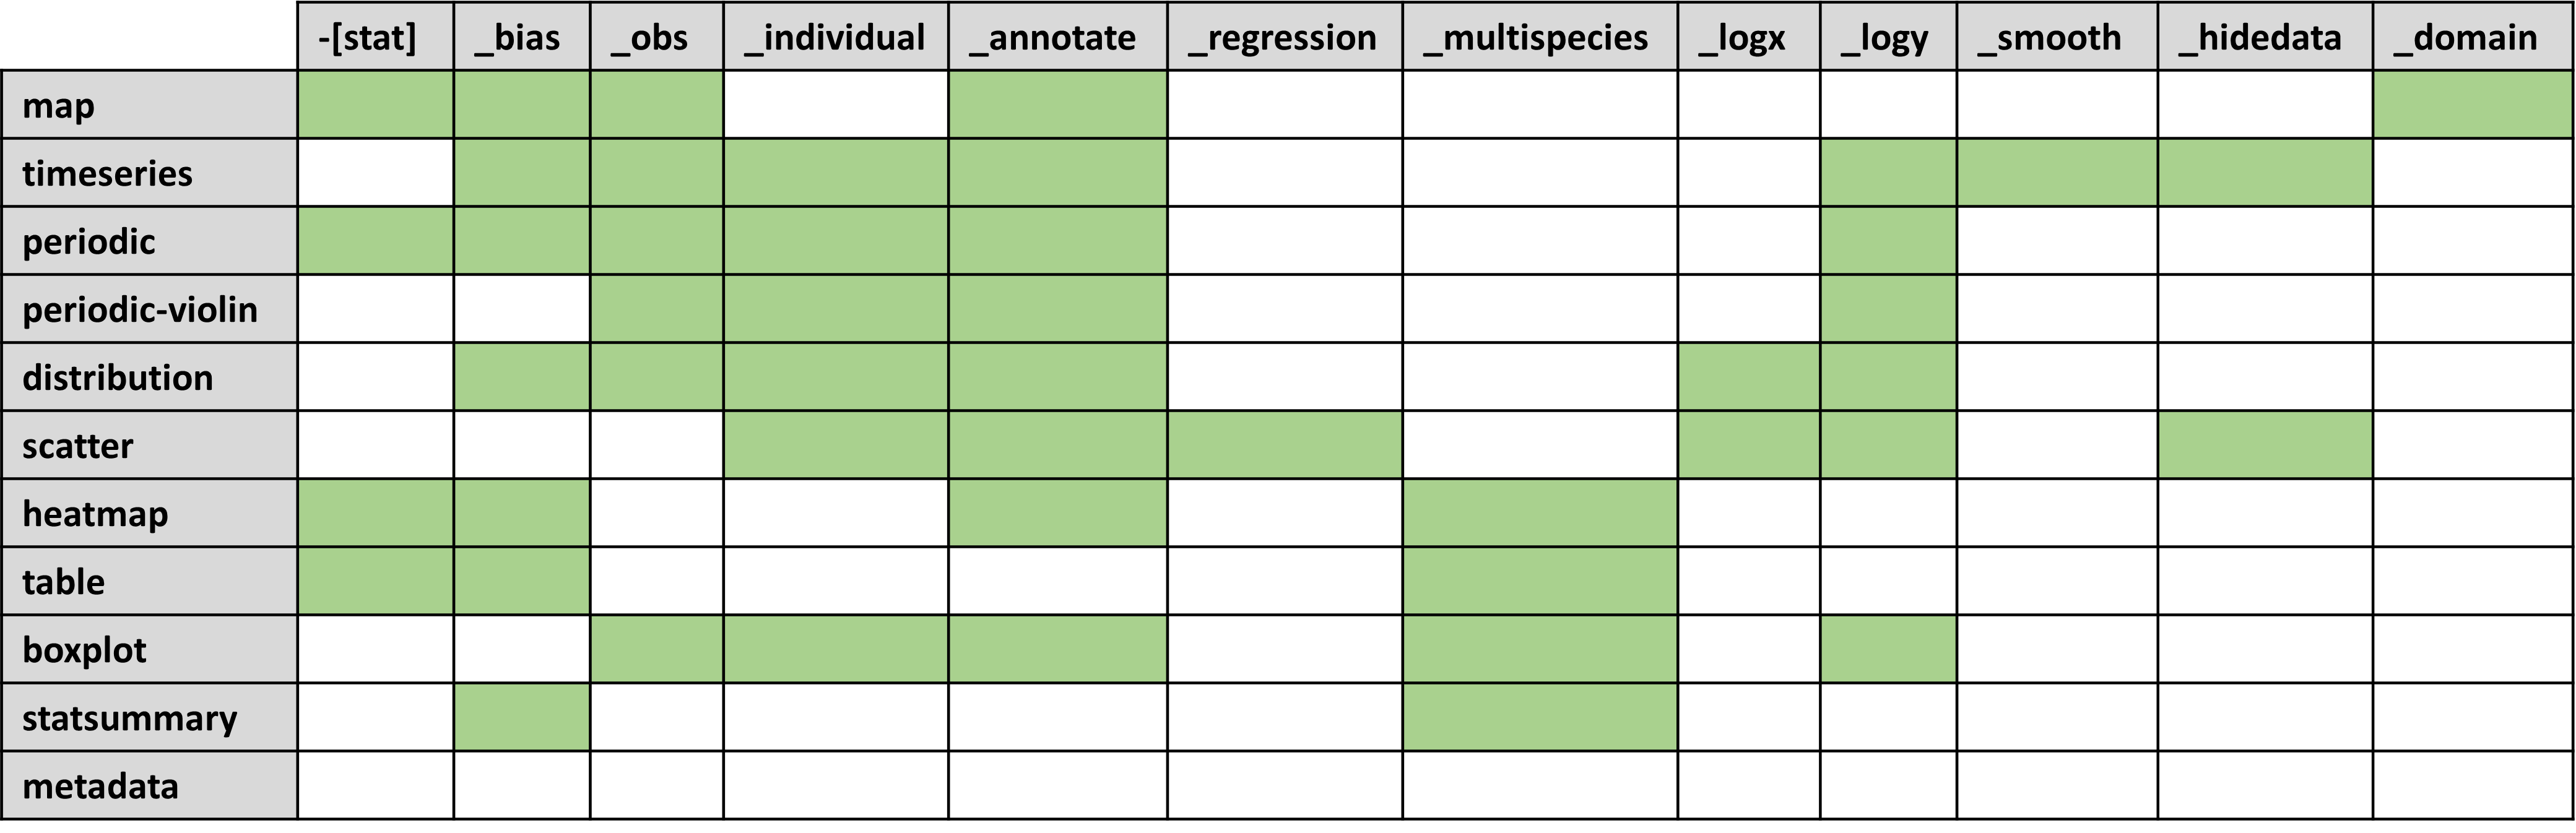 -[stat] _bias _obs _individual _annotate _regression _multispecies _logx _logy _smooth _hidedata _domain
map
timeseries
periodic
periodic-violin
distribution
scatter
heatmap
table
boxplot
statsummary
metadata